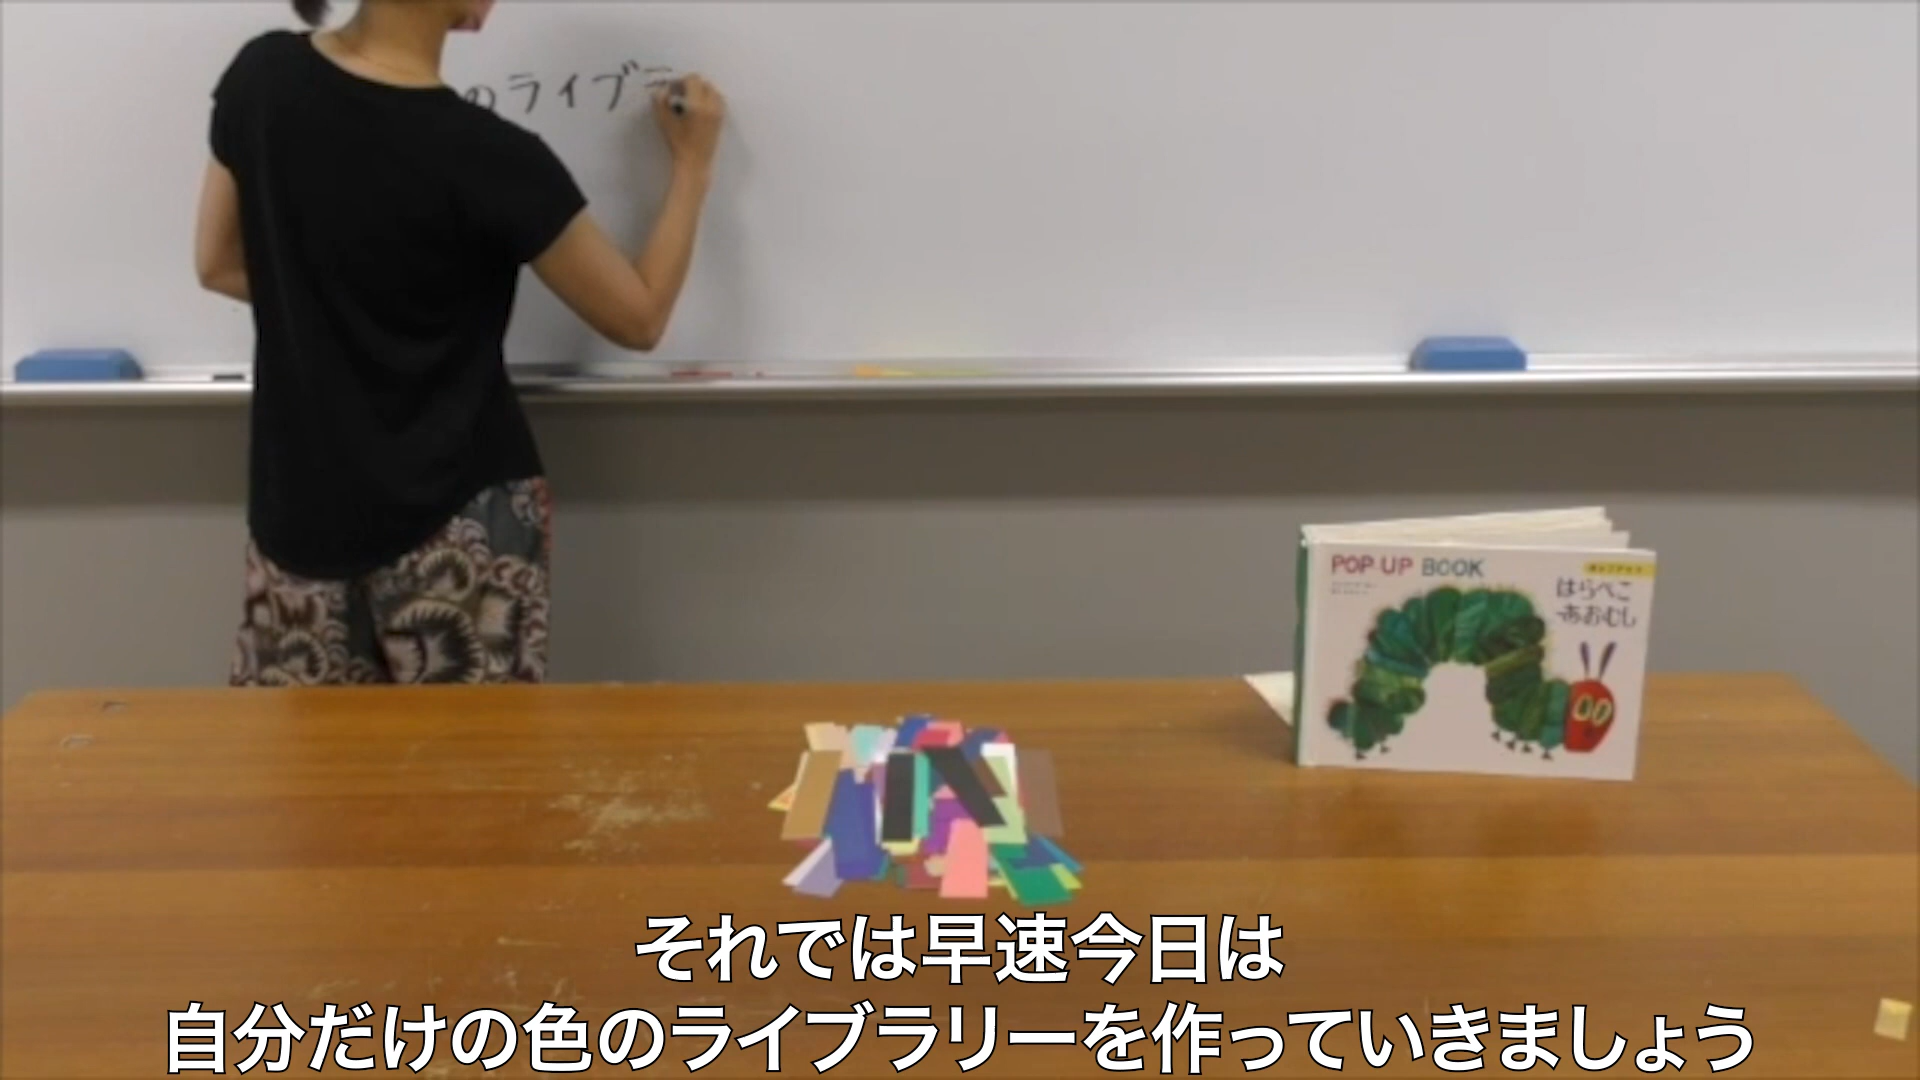 のライブラ
POP-UP BOOK
はらぺこ
あおむし
それでは早速今日は
自分だけの色のライブラリーを作っていきましょう